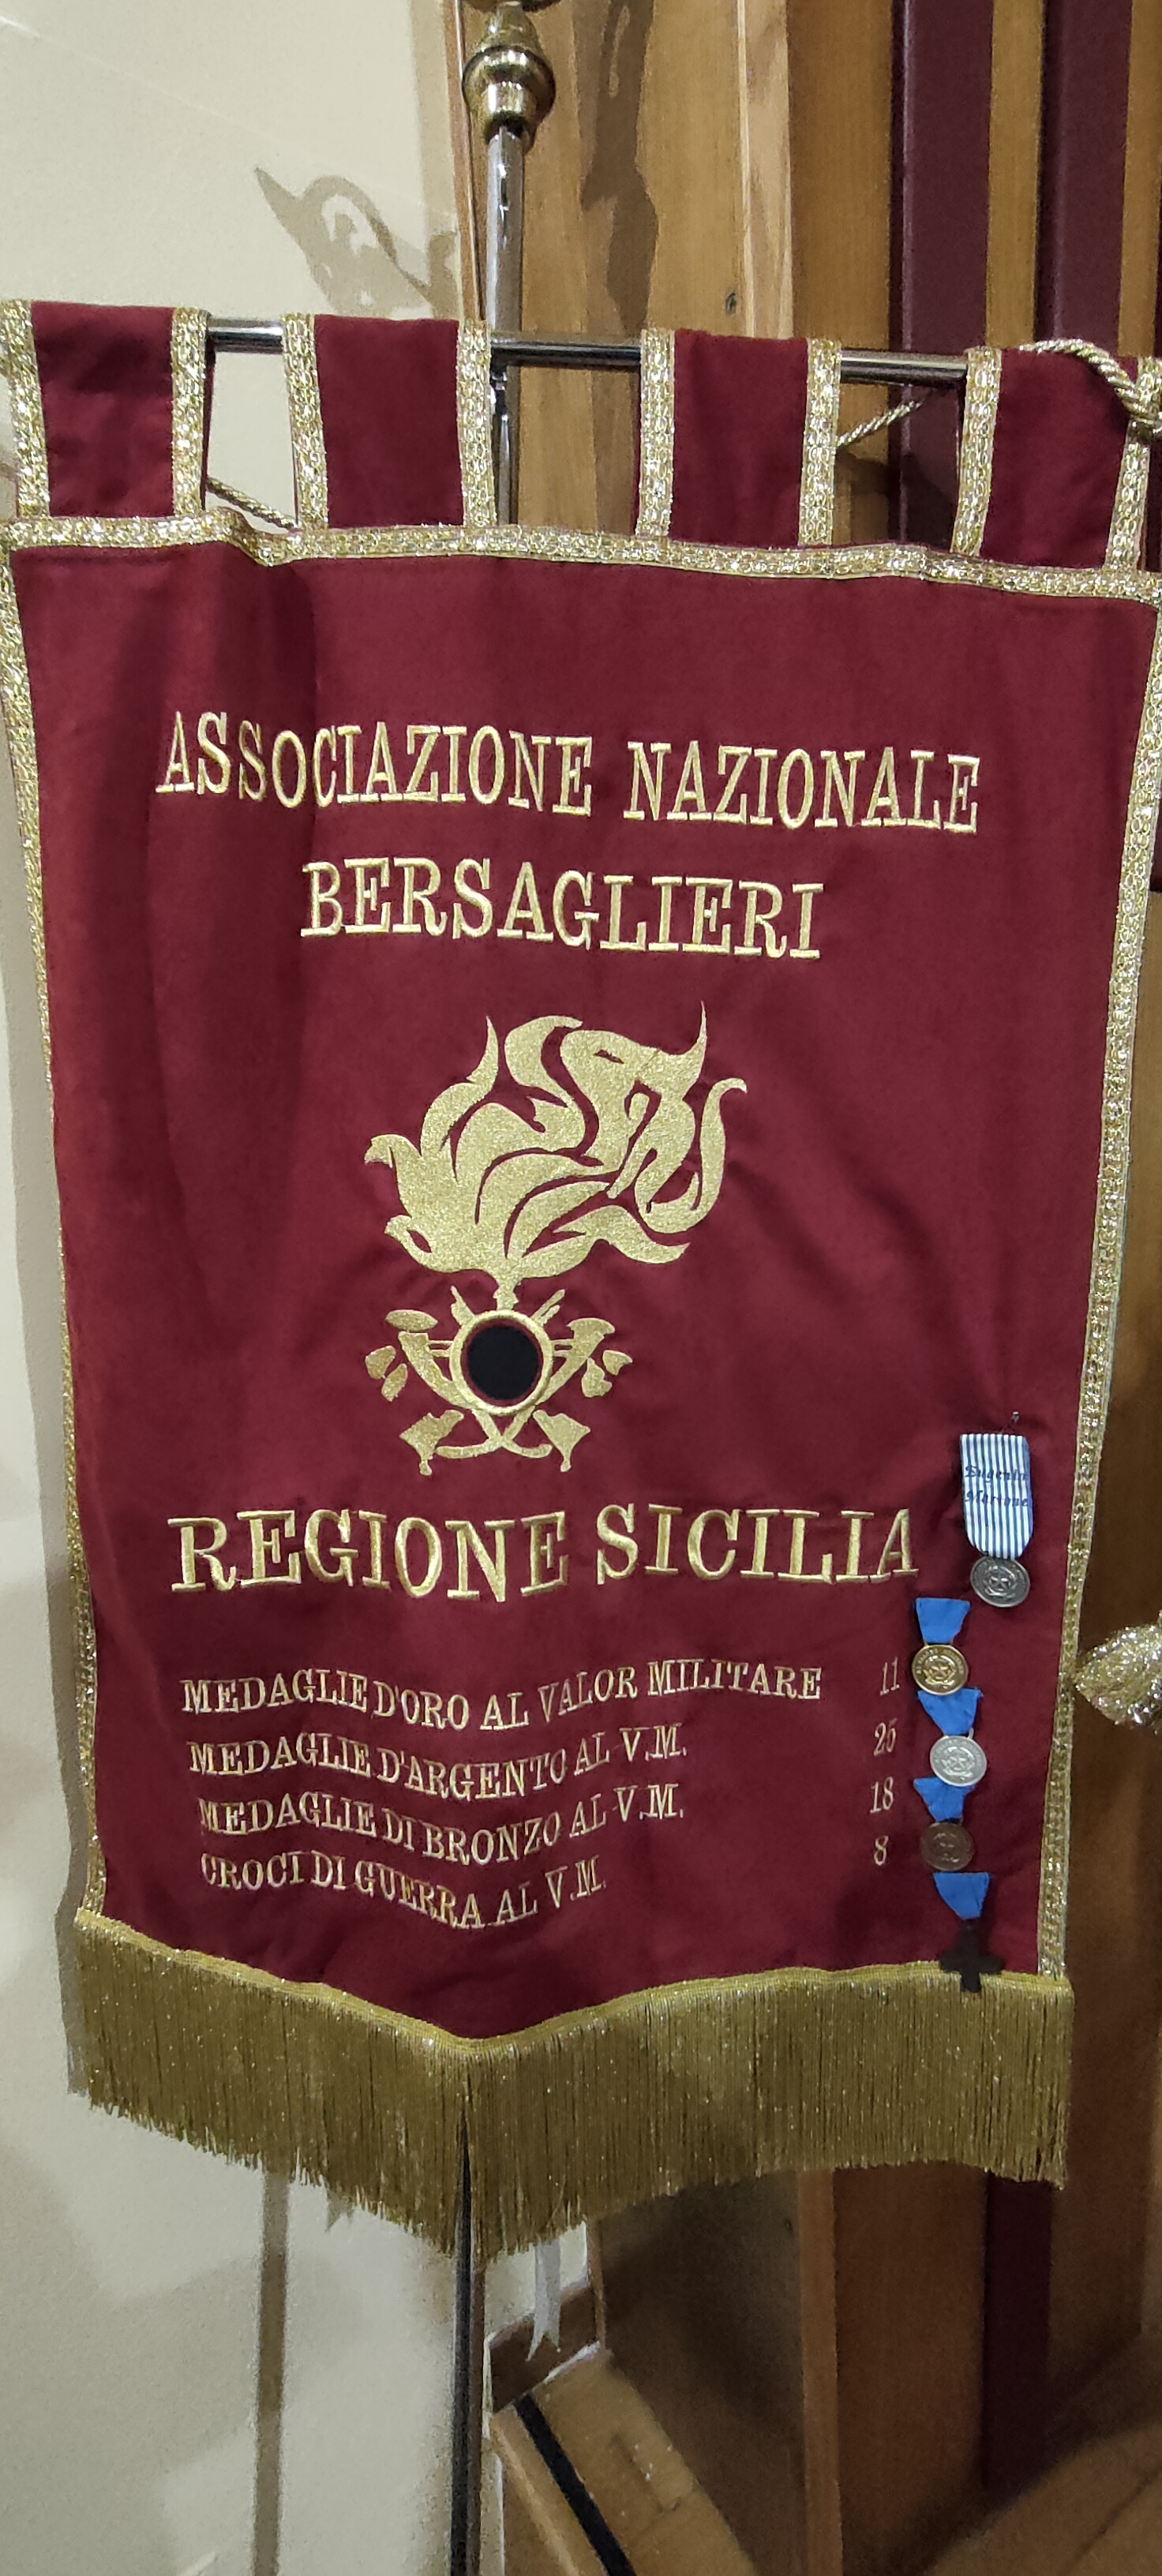 ASSOCIAZIONE NAZIONALE
BERSAGLIERI
Eugenio
REGIONE SICILIA
MEDAGLIE D'ORO AL VALOR MILITARE 11
MEDAGLIE D'ARGENTO AL V.M. 25
MEDAGLIE DI BRONZO AL V.M. 18
CROCI DI GUERRA AL V.M. 8